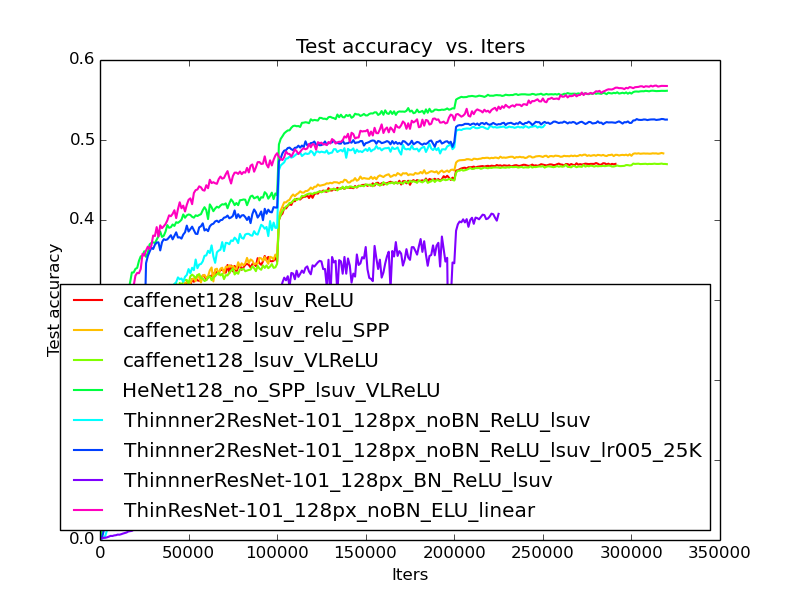 Test accuracy  vs. Iters
0.6
0.5
0.4
Test accuracy
caffenet128_lsuv_ReLU
caffenet128_lsuv_relu_SPP
caffenet128_lsuv_VLReLU
HeNet128_no_SPP_lsuv_VLReLU
Thinnner2ResNet-101_128px_noBN_ReLU_lsuv
Thinnner2ResNet-101_128px_noBN_ReLU_lsuv_lr005_25K
ThinnnerResNet-101_128px_BN_ReLU_lsuv
ThinResNet-101_128px_noBN_ELU_linear
0.0
0 50000 100000 150000 200000 250000 300000 350000
Iters